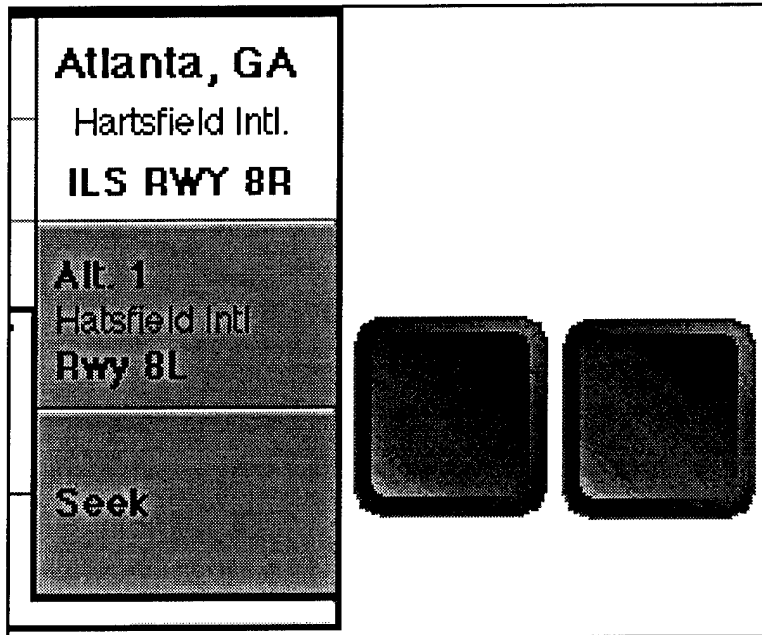 Atlanta, GA
Hartsfield Intl.
ILS RWY 8R
Alt. 1
Hatsfield Intl
Rwy 8L
Seek